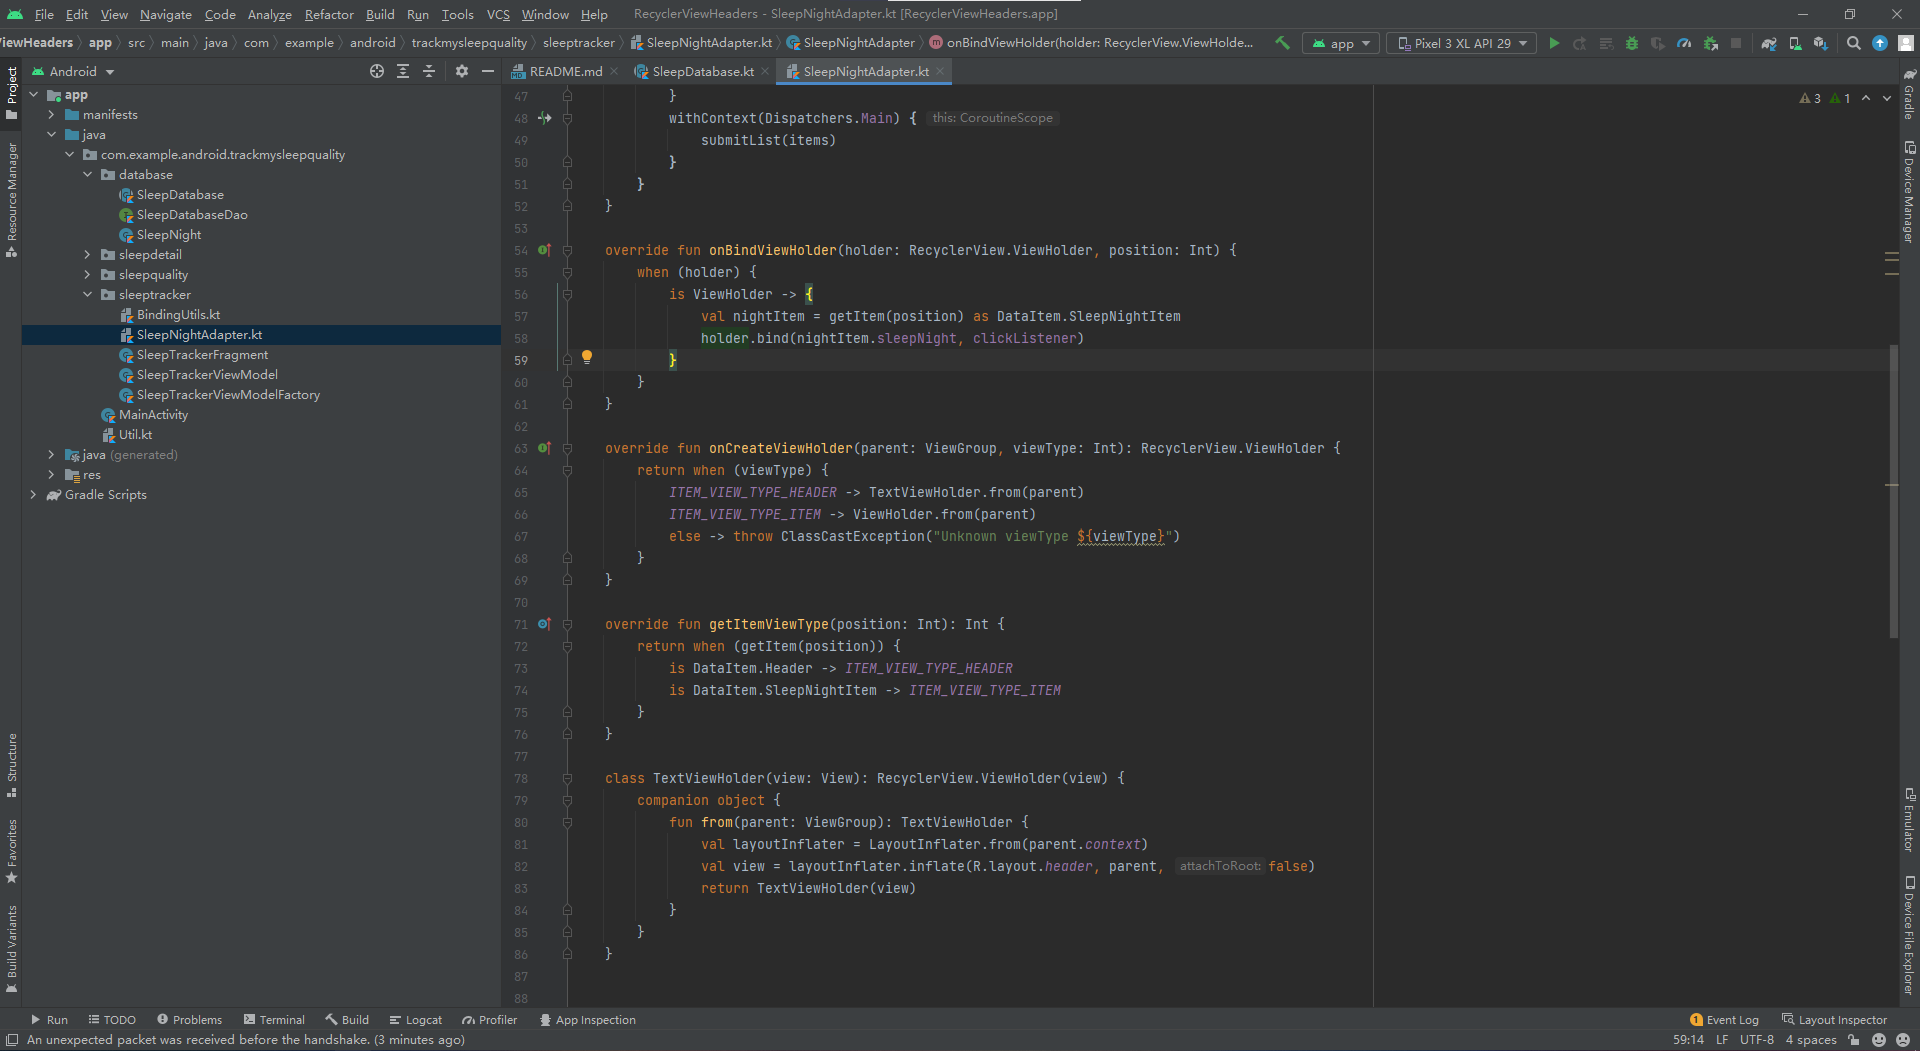 File Edit View Navigate Code Analyze Refactor Build Run Tools VCS Window Help RecyclerViewHeaders - SleepNightAdapter.kt [RecyclerViewHeaders.app]
iewHeaders app src main java com example android trackmysleepquality sleeptracker SleepNightAdapter.kt SleepNightAdapter onBindViewHolder(holder: RecyclerView.ViewHolde... app Pixel 3 XL API 29
Android
README.md SleepDatabase.kt SleepNightAdapter.kt
app
manifests
java
com.example.android.trackmysleepquality
database
SleepDatabase
SleepDatabaseDao
SleepNight
sleepdetail
sleepquality
sleeptracker
BindingUtils.kt
SleepNightAdapter.kt
SleepTrackerFragment
SleepTrackerViewModel
SleepTrackerViewModelFactory
MainActivity
Util.kt
java (generated)
res
Gradle Scripts
Project
Resource Manager
Structure
Favorites
Build Variants
3 1
47 }
48 withContext(Dispatchers.Main) { this: CoroutineScope
49 submitList(items)
50 }
51 }
52 }
53
54 override fun onBindViewHolder(holder: RecyclerView.ViewHolder, position: Int) {
55 when (holder) {
56 is ViewHolder -> {
57 val nightItem = getItem(position) as DataItem.SleepNightItem
58 holder.bind(nightItem.sleepNight, clickListener)
59 }
60 }
61 }
62
63 override fun onCreateViewHolder(parent: ViewGroup, viewType: Int): RecyclerView.ViewHolder {
64 return when (viewType) {
65 ITEM_VIEW_TYPE_HEADER -> TextViewHolder.from(parent)
66 ITEM_VIEW_TYPE_ITEM -> ViewHolder.from(parent)
67 else -> throw ClassCastException("Unknown viewType ${viewType}")
68 }
69 }
70
71 override fun getItemViewType(position: Int): Int {
72 return when (getItem(position)) {
73 is DataItem.Header -> ITEM_VIEW_TYPE_HEADER
74 is DataItem.SleepNightItem -> ITEM_VIEW_TYPE_ITEM
75 }
76 }
77
78 class TextViewHolder(view: View): RecyclerView.ViewHolder(view) {
79 companion object {
80 fun from(parent: ViewGroup): TextViewHolder {
81 val layoutInflater = LayoutInflater.from(parent.context)
82 val view = layoutInflater.inflate(R.layout.header, parent, attachToRoot: false)
83 return TextViewHolder(view)
84 }
85 }
86 }
87
88
Gradle
Device Manager
Emulator
Device File Explorer
Run TODO Problems Terminal Build Logcat Profiler App Inspection 1 Event Log Layout Inspector
An unexpected packet was received before the handshake. (3 minutes ago) 59:14 LF UTF-8 4 spaces